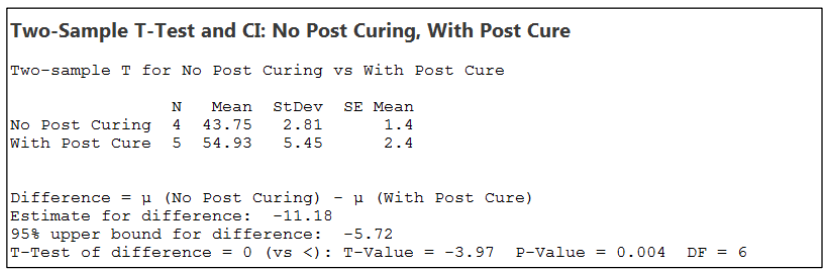 Two-Sample T-Test and CI: No Post Curing, With Post Cure
Two-sample T for No Post Curing vs With Post Cure
N Mean StDev SE Mean
No Post Curing 4 43.75 2.81 1.4
With Post Cure 5 54.93 5.45 2.4
Difference = μ (No Post Curing) - μ (With Post Cure)
Estimate for difference: -11.18
95% upper bound for difference: -5.72
T-Test of difference = 0 (vs <): T-Value = -3.97 P-Value = 0.004 DF = 6